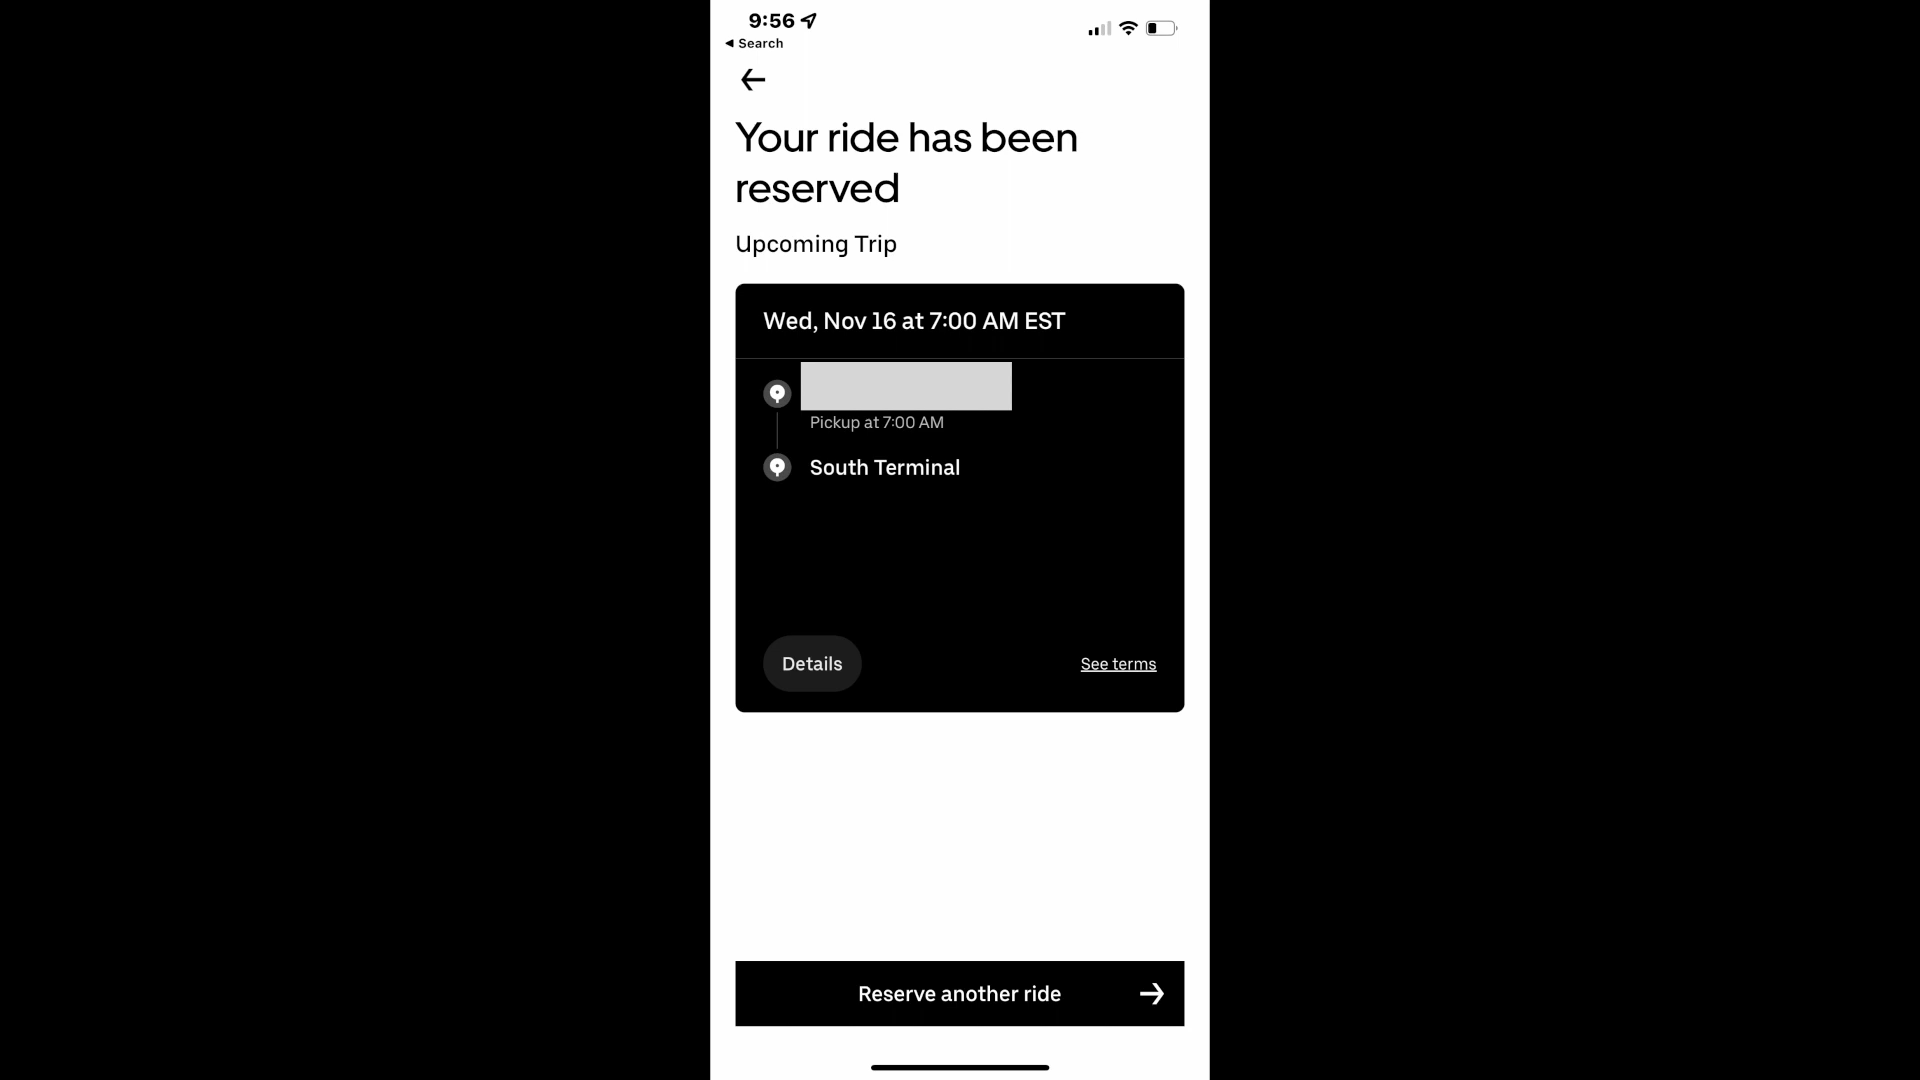 9:56
◀ Search
Your ride has been
reserved
Upcoming Trip
Wed, Nov 16 at 7:00 AM EST
Pickup at 7:00 AM
South Terminal
Details
See terms
Reserve another ride